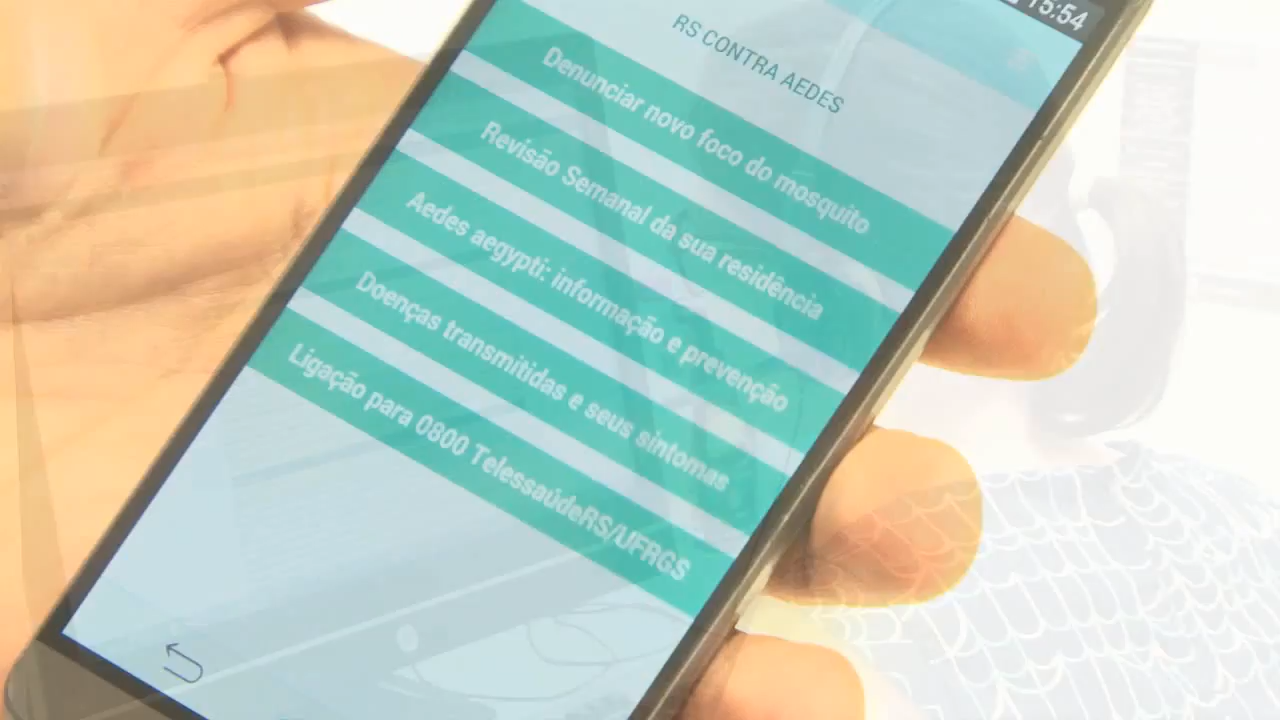 15:54
RS CONTRA AEDES
Denunciar novo foco do mosquito
Revisão Semanal da sua residência
Aedes aegypti: informação e prevenção
Doenças transmitidas e seus sintomas
Ligação para 0800 TelessaúdeRS/UFRGS